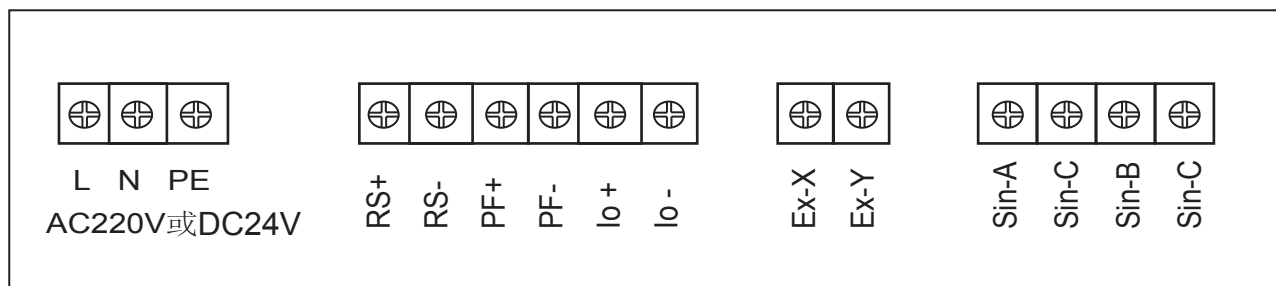 L N PE
AC220V或DC24V
RS+
RS-
PF+
PF-
Io +
Io -
Ex-X
Ex-Y
Sin-A
Sin-C
Sin-B
Sin-C